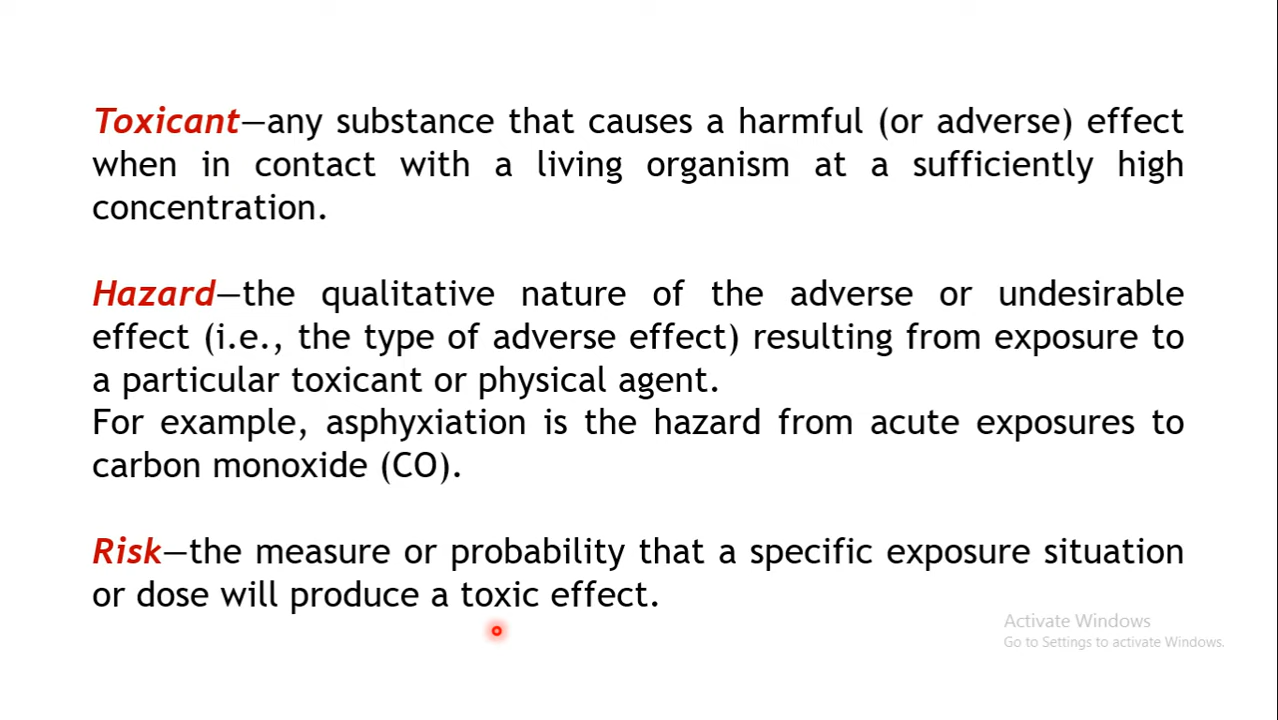 Toxicant—any substance that causes a harmful (or adverse) effect
when in contact with a living organism at a sufficiently high
concentration.
Hazard—the qualitative nature of the adverse or undesirable
effect (i.e., the type of adverse effect) resulting from exposure to
a particular toxicant or physical agent.
For example, asphyxiation is the hazard from acute exposures to
carbon monoxide (CO).
Risk—the measure or probability that a specific exposure situation
or dose will produce a toxic effect.
Activate Windows
Go to Settings to activate Windows.